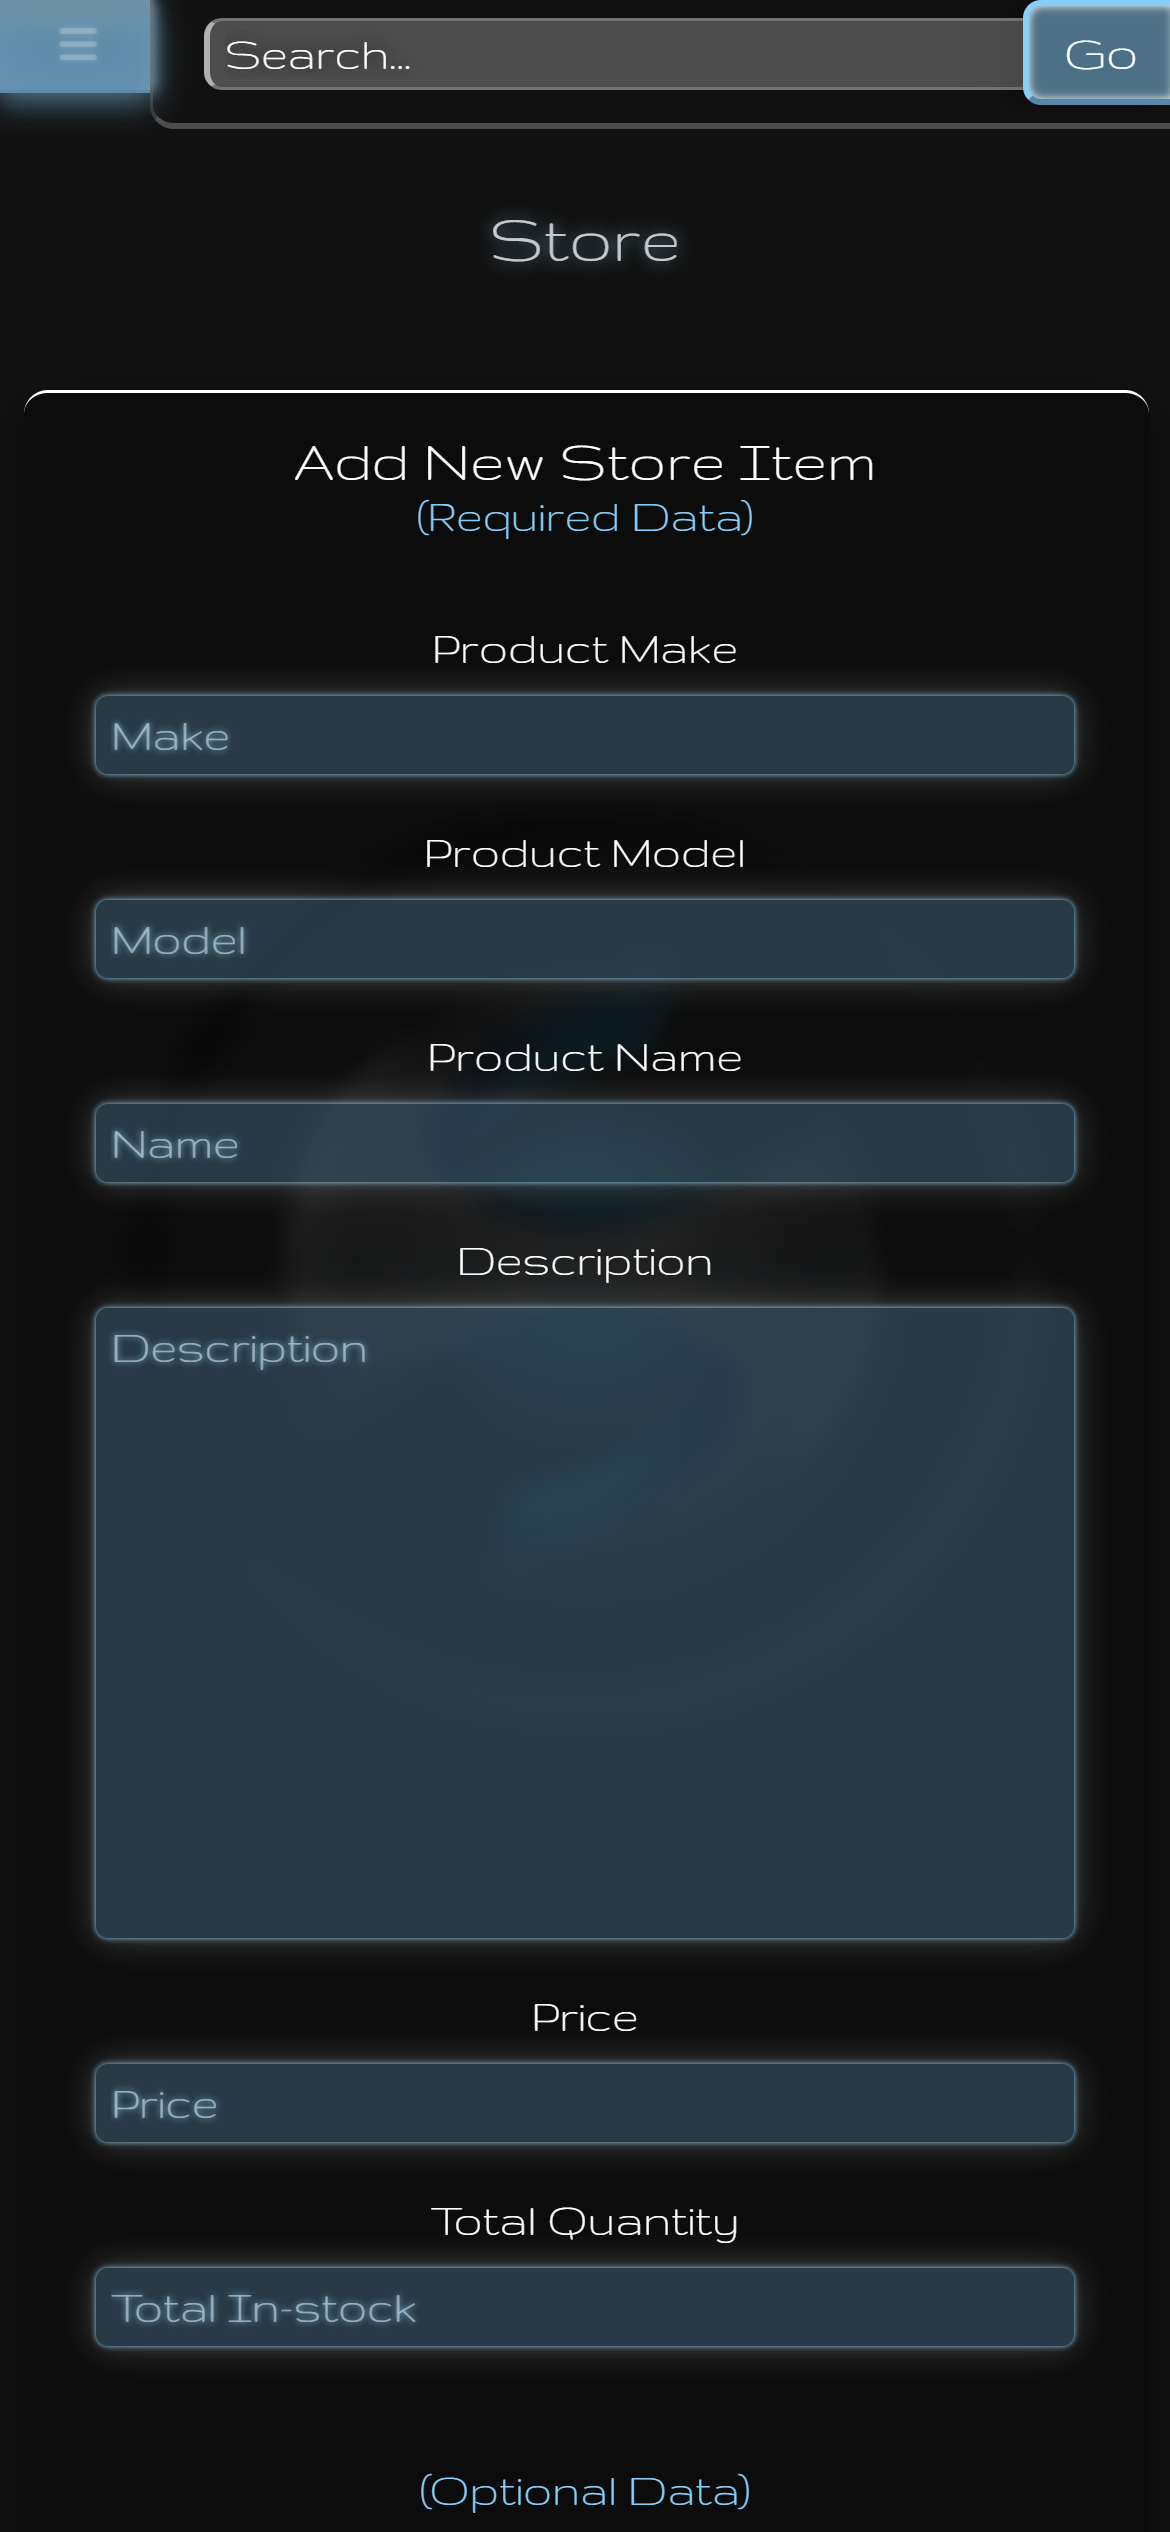 Search...
Go
Store
Add New Store Item
(Required Data)
Product Make
Make
Product Model
Model
Product Name
Name
Description
Description
Price
Price
Total Quantity
Total In-stock
(Optional Data)